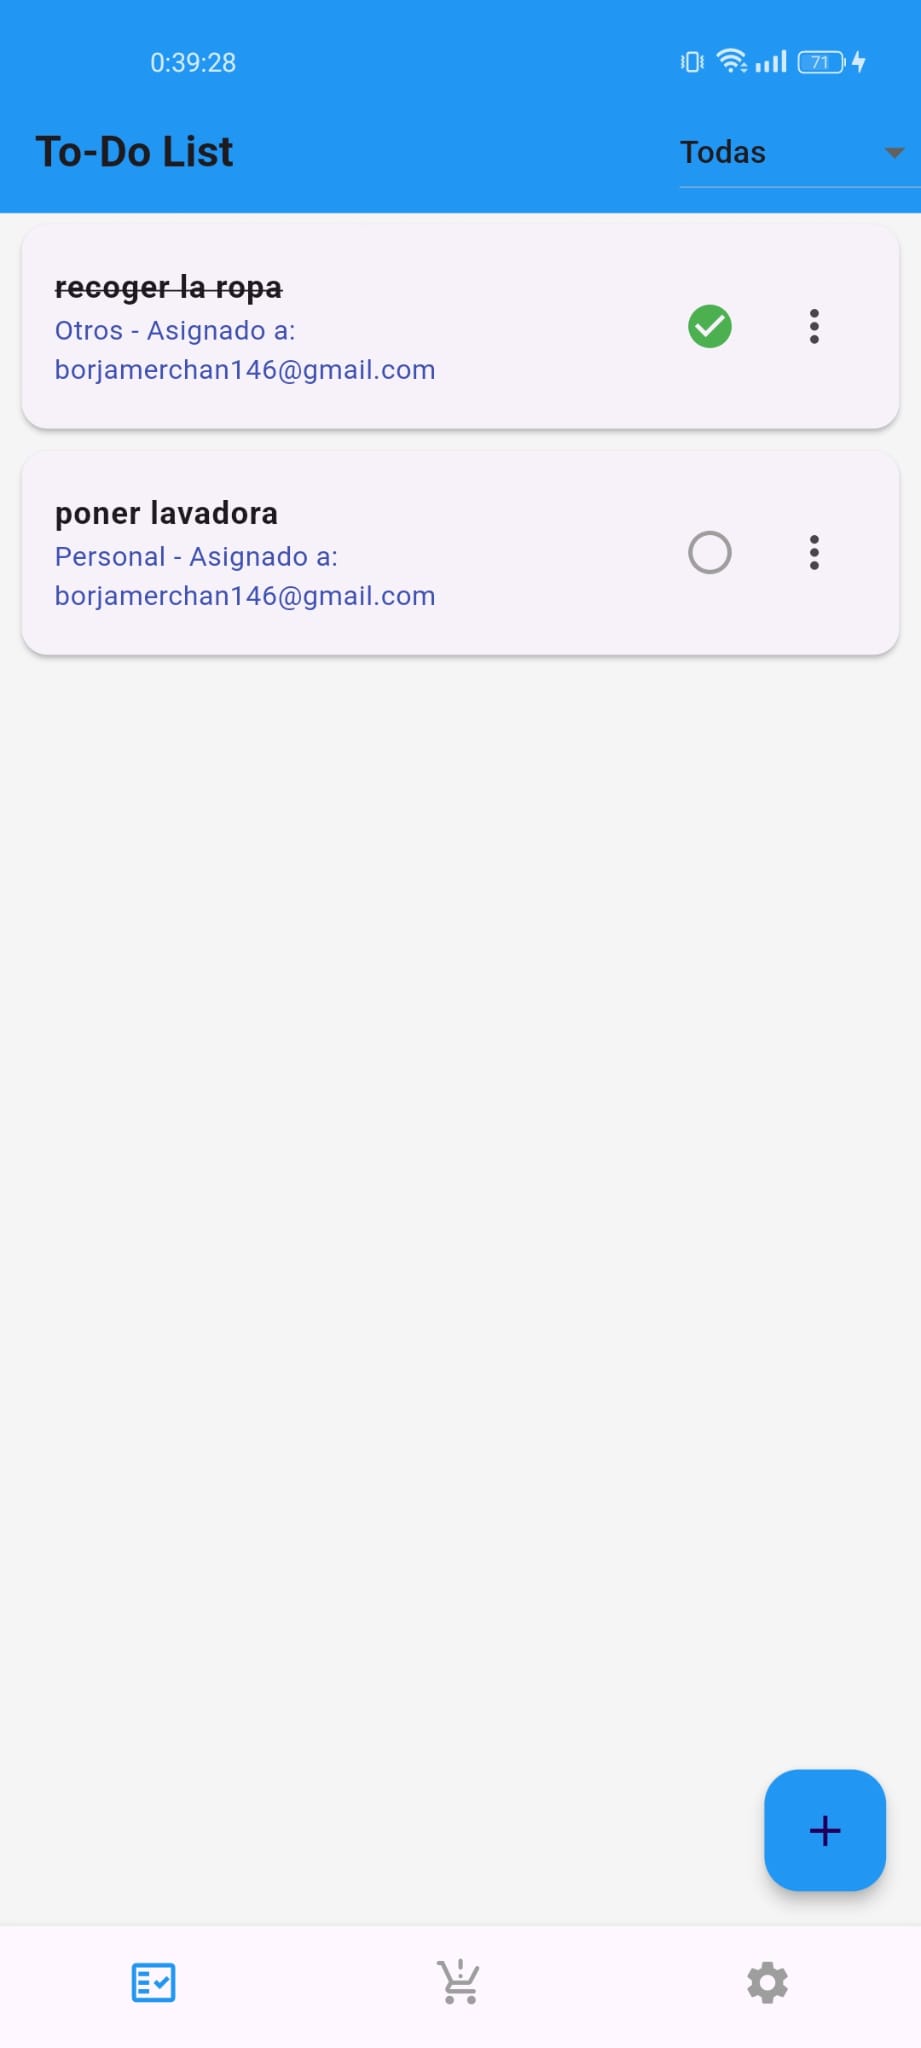 0:39:28
71
To-Do List
Todas
recoger la ropa
Otros - Asignado a:
borjamerchan146@gmail.com
poner lavadora
Personal - Asignado a:
borjamerchan146@gmail.com